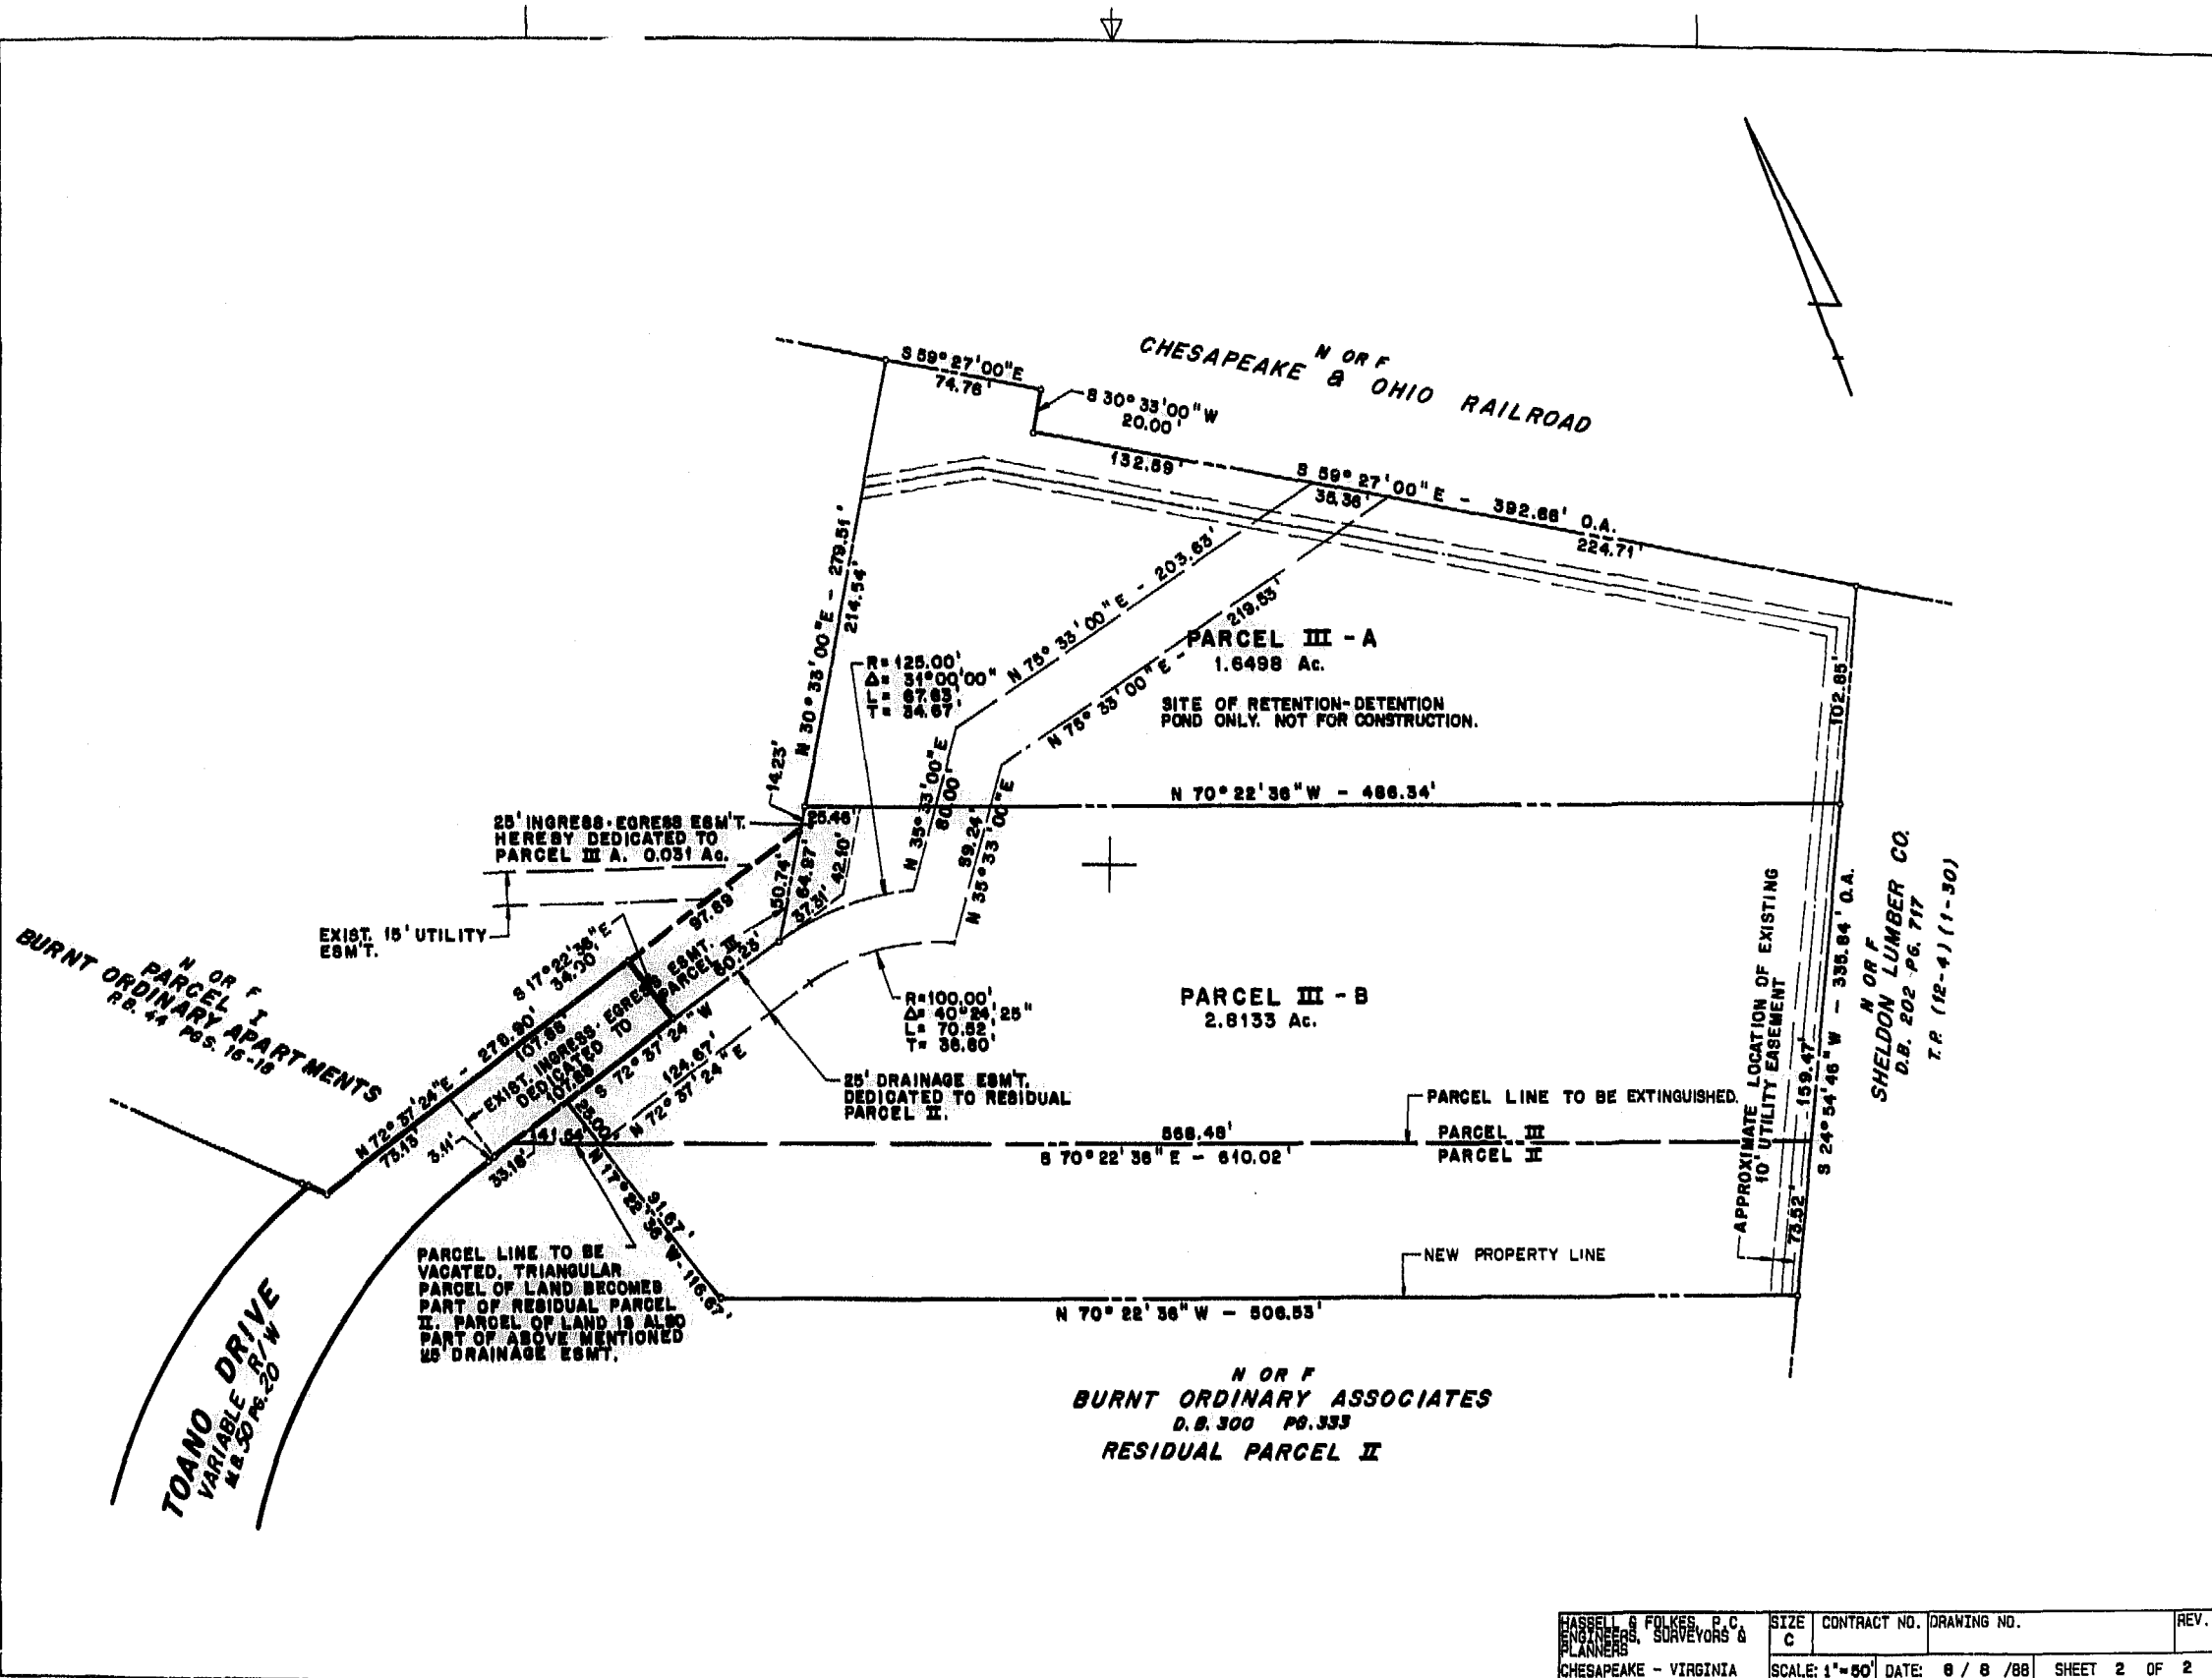 S 59° 27'00"E
74.76'
S 30° 33'00"W
20.00'
N OR F
CHESAPEAKE & OHIO RAILROAD
132.59'
S 59° 27'00"E - 392.66' O.A.
35.36'
224.71'
N 30° 33'00"E - 279.51'
214.54'
N 75° 33'00"E - 203.63'
N 75° 33'00"E - 219.53'
PARCEL III - A
1.6498 Ac.
SITE OF RETENTION-DETENTION
POND ONLY. NOT FOR CONSTRUCTION.
R= 125.00'
Δ= 31°00'00"
L= 67.63'
T= 34.67'
102.85'
14.23'
N 35° 33'00"E
80.00'
59.24'
N 35° 33'00"E
N 70° 22'36"W - 486.34'
25' INGRESS-EGRESS ESM'T.
HEREBY DEDICATED TO
PARCEL III A. 0.031 Ac.
25.46'
50.74'
64.97'
37.31'
42.10'
97.69'
EXIST. 15' UTILITY
ESM'T.
S 17° 22'36"E
34.00'
60.25'
N OR F
PARCEL I
BURNT ORDINARY APARTMENTS
P.B. 44 PGS. 16-18
N 72° 37'24"E - 278.90'
107.68'
73.13'
3.11'
EXIST. INGRESS-EGRESS ESMT.
DEDICATED TO PARCEL III
107.68'
S 72° 37'24"W
124.67'
N 72° 37'24"E
R=100.00'
Δ= 40°24'25"
L= 70.52'
T= 36.80'
25' DRAINAGE ESM'T.
DEDICATED TO RESIDUAL
PARCEL II.
PARCEL III - B
2.8133 Ac.
APPROXIMATE LOCATION OF EXISTING
10' UTILITY EASEMENT
S 24° 54'46"W - 335.84' O.A.
159.47'
73.52'
N OR F
SHELDON LUMBER CO.
D.B. 202 PG. 717
T.P. (12-4)(1-30)
PARCEL LINE TO BE EXTINGUISHED.
PARCEL III
PARCEL II
568.48'
S 70° 22'36"E - 610.02'
33.18'
41.54'
25.00'
91.67'
N 17° 22'36"W - 116.67'
NEW PROPERTY LINE
N 70° 22'36"W - 506.53'
PARCEL LINE TO BE
VACATED. TRIANGULAR
PARCEL OF LAND BECOMES
PART OF RESIDUAL PARCEL
II. PARCEL OF LAND IS ALSO
PART OF ABOVE MENTIONED
25' DRAINAGE ESMT.
TOANO DRIVE
VARIABLE R/W
M.B. 50 PG. 20
N OR F
BURNT ORDINARY ASSOCIATES
D.B. 300 PG. 333
RESIDUAL PARCEL II
HASSELL & FOLKES, P.C.
ENGINEERS, SURVEYORS &
PLANNERS
CHESAPEAKE - VIRGINIA
SIZE
C
CONTRACT NO.
DRAWING NO.
REV.
SCALE: 1"=50'
DATE: 6 / 8 /88
SHEET 2 OF 2